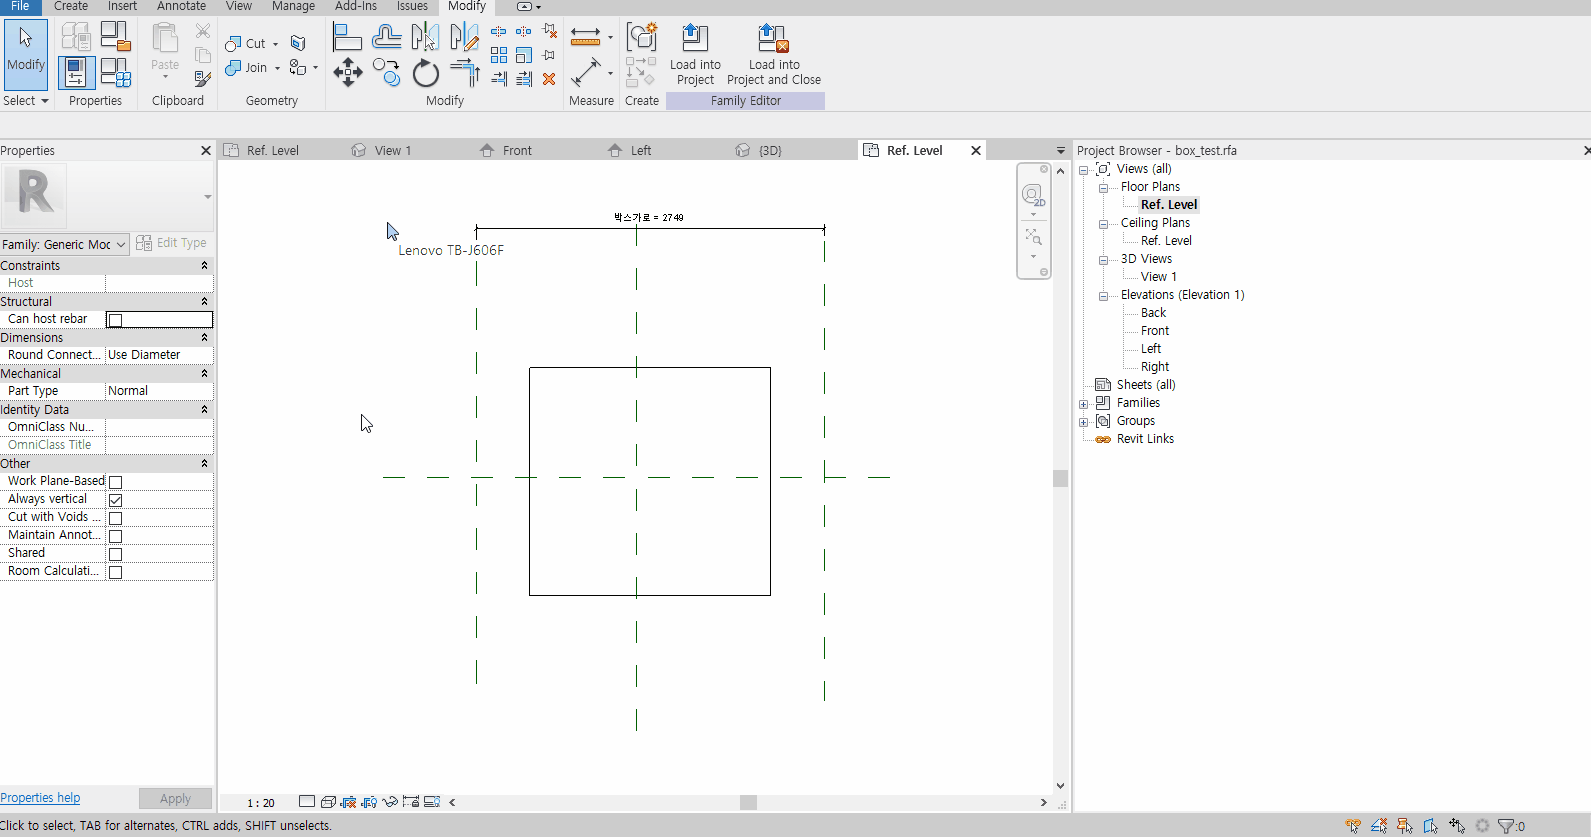 File Create Insert Annotate View Manage Add-Ins Issues Modify
Modify
Select
Properties
Paste
Clipboard
Cut
Join
Geometry
Modify
Measure
Create
Load into
Project
Load into
Project and Close
Family Editor
Properties
R
Family: Generic Moc
Edit Type
Constraints
Host
Structural
Can host rebar
Dimensions
Round Connect... Use Diameter
Mechanical
Part Type Normal
Identity Data
OmniClass Nu...
OmniClass Title
Other
Work Plane-Based
Always vertical
Cut with Voids ...
Maintain Annot...
Shared
Room Calculati...
Properties help
Apply
Ref. Level View 1 Front Left {3D} Ref. Level
박스가로 = 2749
Lenovo TB-J606F
2D
1 : 20
Project Browser - box_test.rfa
Views (all)
Floor Plans
Ref. Level
Ceiling Plans
Ref. Level
3D Views
View 1
Elevations (Elevation 1)
Back
Front
Left
Right
Sheets (all)
Families
Groups
Revit Links
Click to select, TAB for alternates, CTRL adds, SHIFT unselects.
:0